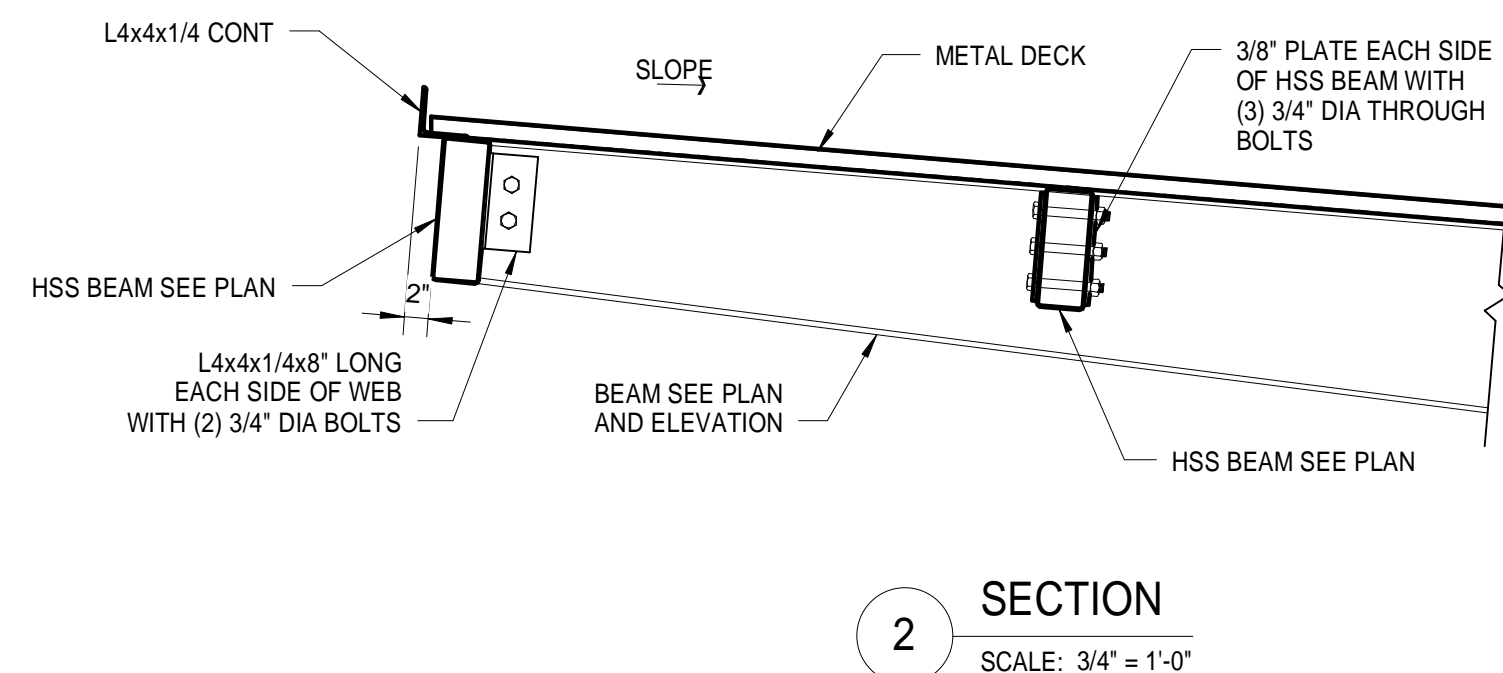 L4x4x1/4 CONT
SLOPE
METAL DECK
3/8" PLATE EACH SIDE
OF HSS BEAM WITH
(3) 3/4" DIA THROUGH
BOLTS
HSS BEAM SEE PLAN
2"
L4x4x1/4x8" LONG
EACH SIDE OF WEB
WITH (2) 3/4" DIA BOLTS
BEAM SEE PLAN
AND ELEVATION
HSS BEAM SEE PLAN
2
SECTION
SCALE: 3/4" = 1'-0"